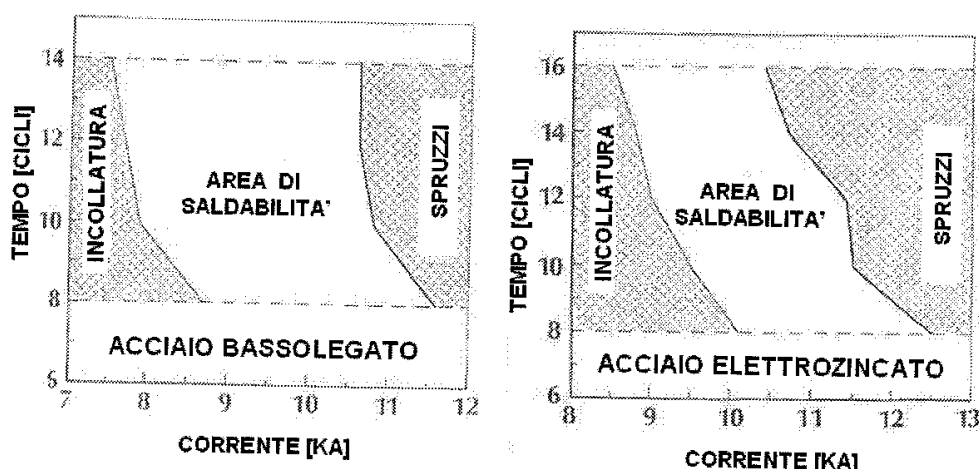 TEMPO [CICLI]
14
12
10
8
6
INCOLLATURA
AREA DI
SALDABILITA'
SPRUZZI
ACCIAIO BASSOLEGATO
7 8 9 10 11 12
CORRENTE [KA]
TEMPO [CICLI]
16
14
12
10
8
6
INCOLLATURA
AREA DI
SALDABILITA'
SPRUZZI
ACCIAIO ELETTROZINCATO
8 9 10 11 12 13
CORRENTE [KA]